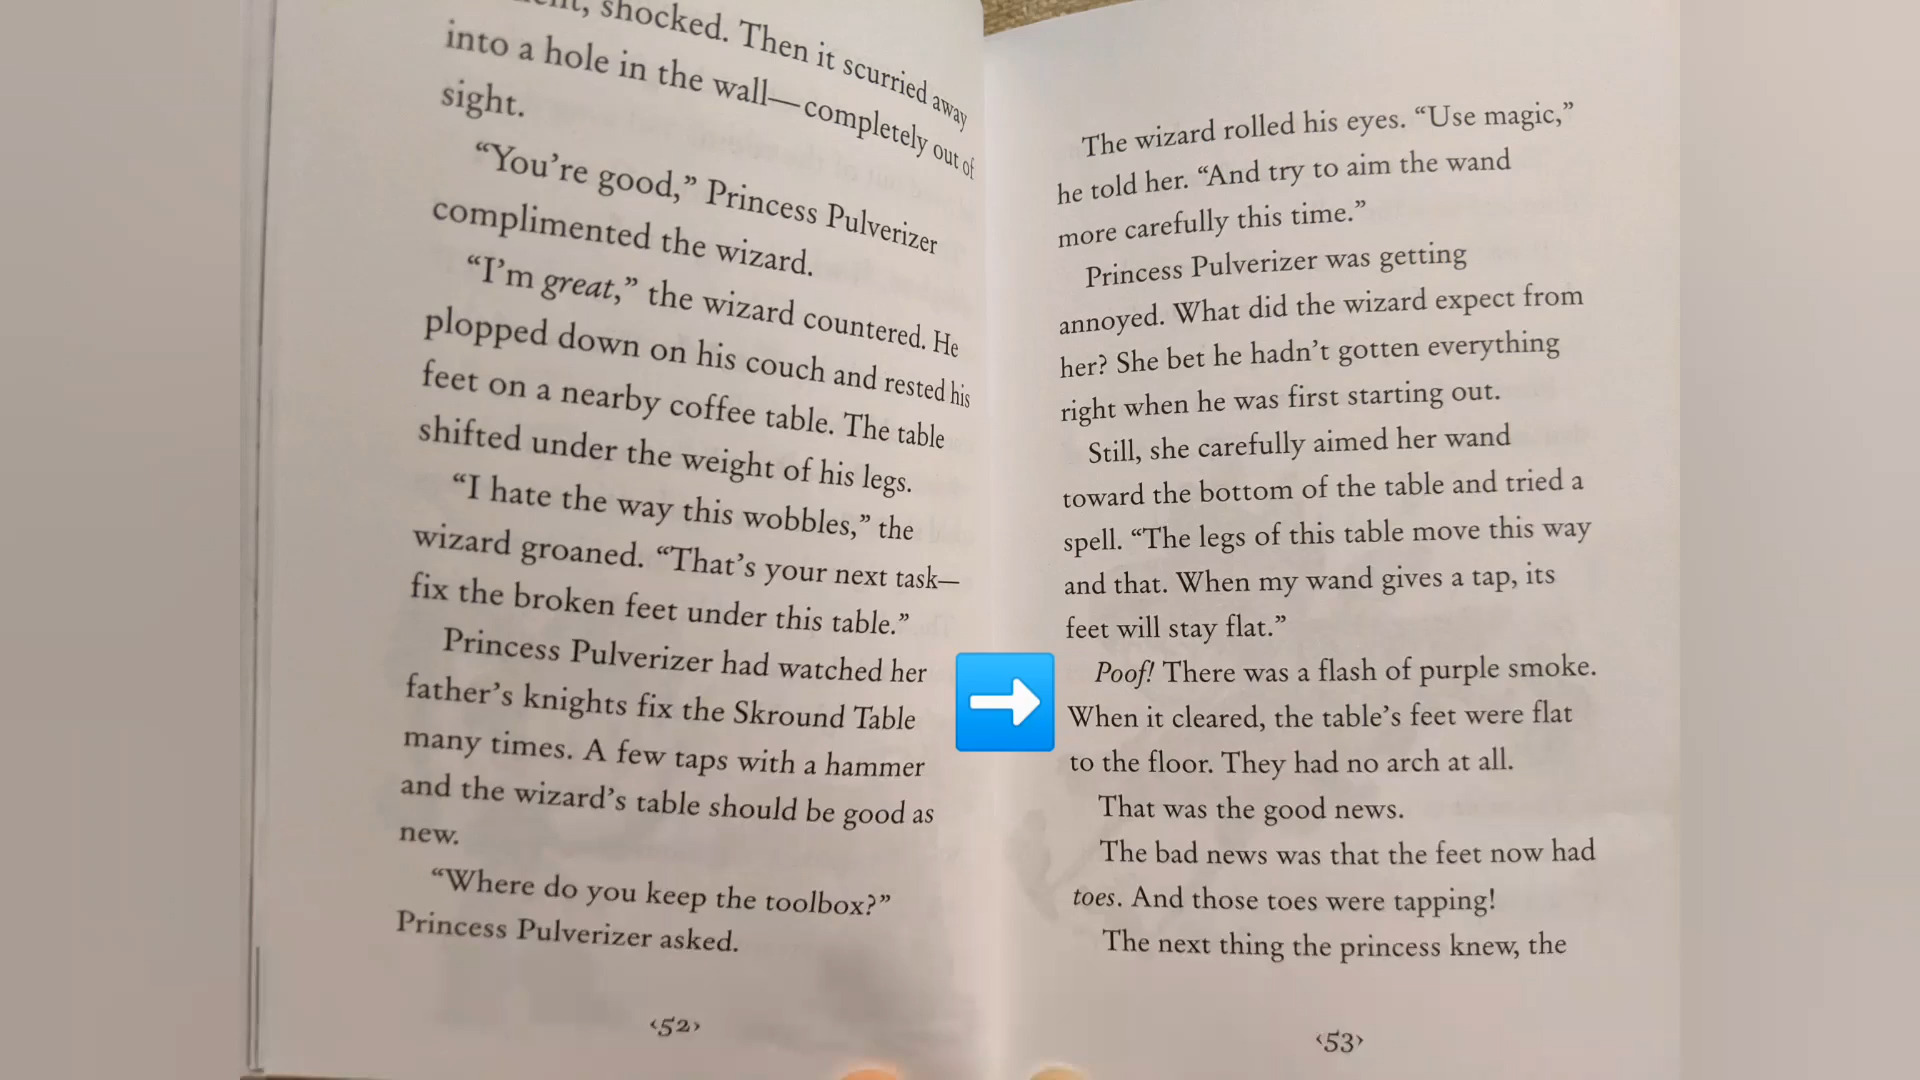 shocked. Then it scurried away
into a hole in the wall—completely out of
sight.
“You’re good,” Princess Pulverizer
complimented the wizard.
“I’m great,” the wizard countered. He
plopped down on his couch and rested his
feet on a nearby coffee table. The table
shifted under the weight of his legs.
“I hate the way this wobbles,” the
wizard groaned. “That’s your next task—
fix the broken feet under this table.”
Princess Pulverizer had watched her
father’s knights fix the Skround Table
many times. A few taps with a hammer
and the wizard’s table should be good as
new.
“Where do you keep the toolbox?”
Princess Pulverizer asked.
‹52›
The wizard rolled his eyes. “Use magic,”
he told her. “And try to aim the wand
more carefully this time.”
Princess Pulverizer was getting
annoyed. What did the wizard expect from
her? She bet he hadn’t gotten everything
right when he was first starting out.
Still, she carefully aimed her wand
toward the bottom of the table and tried a
spell. “The legs of this table move this way
and that. When my wand gives a tap, its
feet will stay flat.”
Poof! There was a flash of purple smoke.
When it cleared, the table’s feet were flat
to the floor. They had no arch at all.
That was the good news.
The bad news was that the feet now had
toes. And those toes were tapping!
The next thing the princess knew, the
‹53›